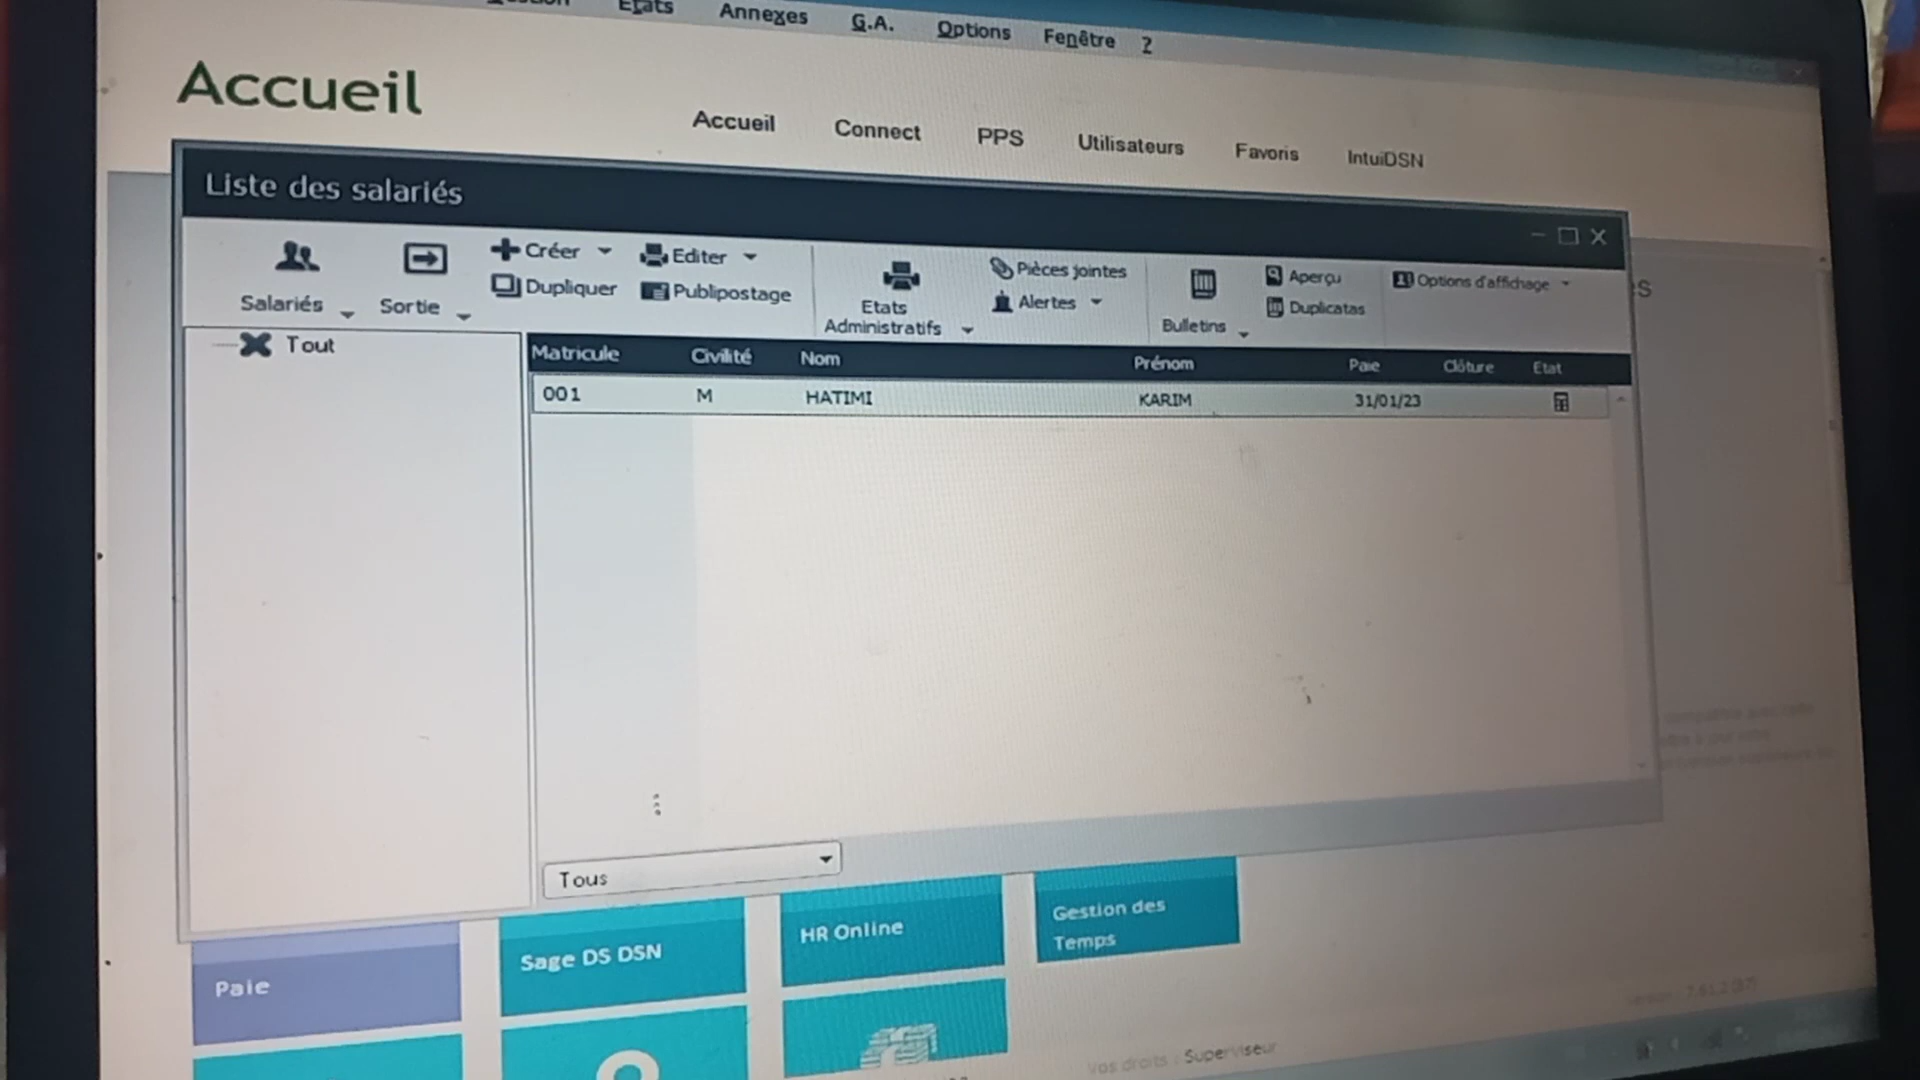 Etats Annexes G.A. Options Fenêtre ?
Accueil
Accueil Connect PPS Utilisateurs Favoris IntuiDSN
Liste des salariés
Salariés Sortie Créer Editer
Dupliquer Publipostage
Etats Administratifs
Pièces jointes
Alertes
Bulletins
Aperçu
Duplicatas
Options d'affichage
Tout
Matricule Civilité Nom Prénom Paie Clôture Etat
001 M HATIMI KARIM 31/01/23
Tous
Paie
Sage DS DSN
HR Online
Gestion des
Temps
Vos droits : Superviseur